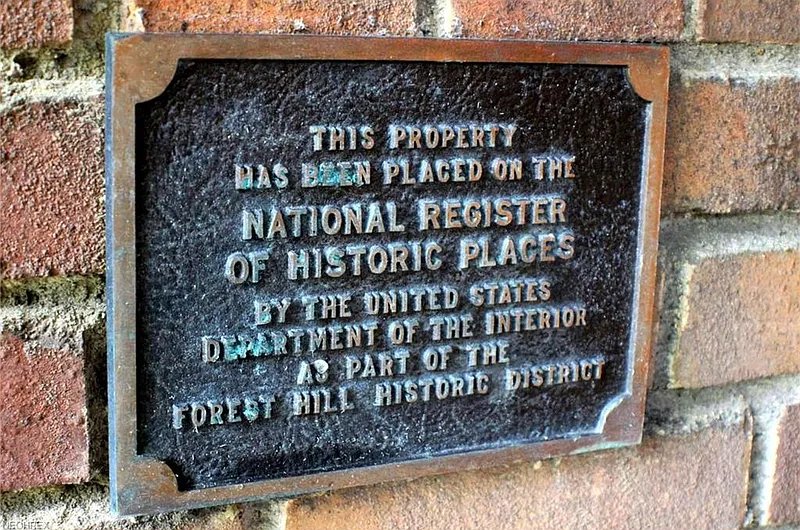 THIS PROPERTY
HAS BEEN PLACED ON THE
NATIONAL REGISTER
OF HISTORIC PLACES
BY THE UNITED STATES
DEPARTMENT OF THE INTERIOR
AS PART OF THE
FOREST HILL HISTORIC DISTRICT